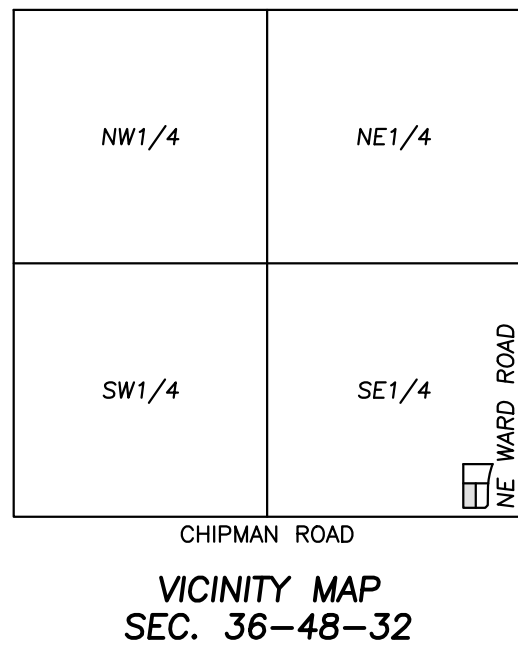 NW1/4
NE1/4
SW1/4
SE1/4
NE WARD ROAD
CHIPMAN ROAD
VICINITY MAP
SEC. 36-48-32